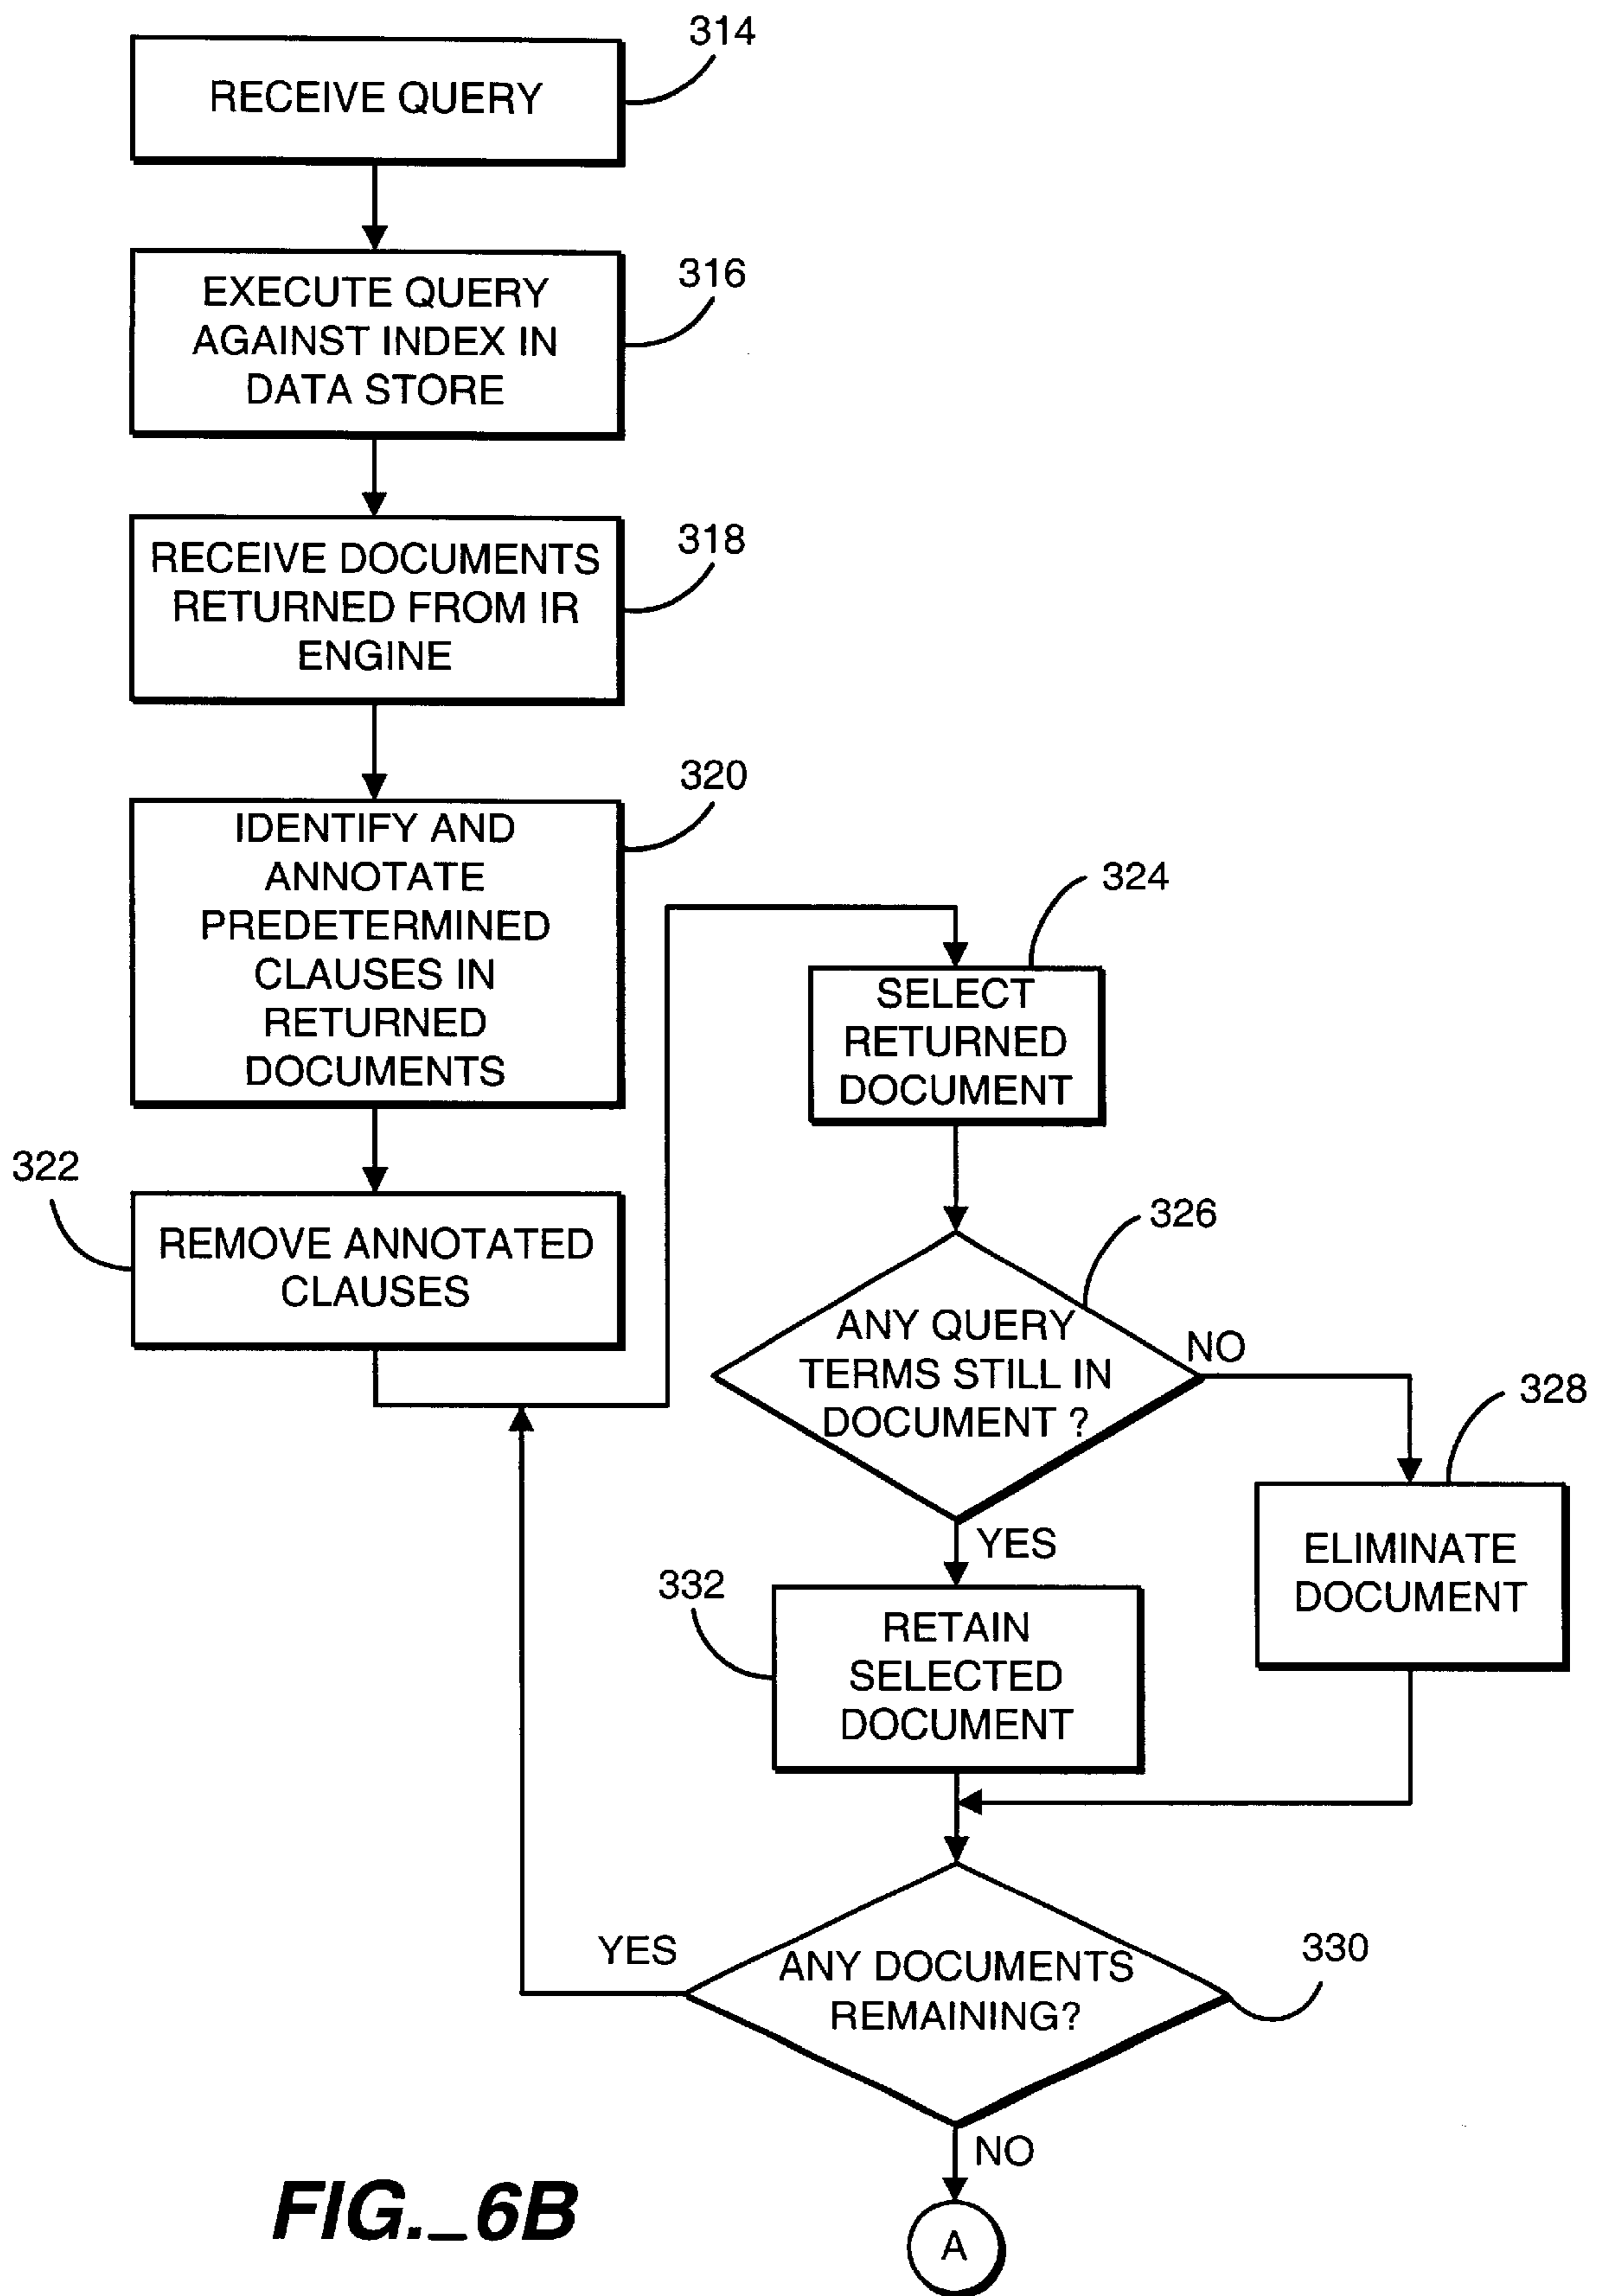 314
RECEIVE QUERY
316
EXECUTE QUERY
AGAINST INDEX IN
DATA STORE
318
RECEIVE DOCUMENTS
RETURNED FROM IR
ENGINE
320
IDENTIFY AND
ANNOTATE
PREDETERMINED
CLAUSES IN
RETURNED
DOCUMENTS
322
REMOVE ANNOTATED
CLAUSES
324
SELECT
RETURNED
DOCUMENT
326
ANY QUERY
TERMS STILL IN
DOCUMENT ?
NO
328
ELIMINATE
DOCUMENT
YES
332
RETAIN
SELECTED
DOCUMENT
YES
ANY DOCUMENTS
REMAINING?
330
NO
A
FIG._6B